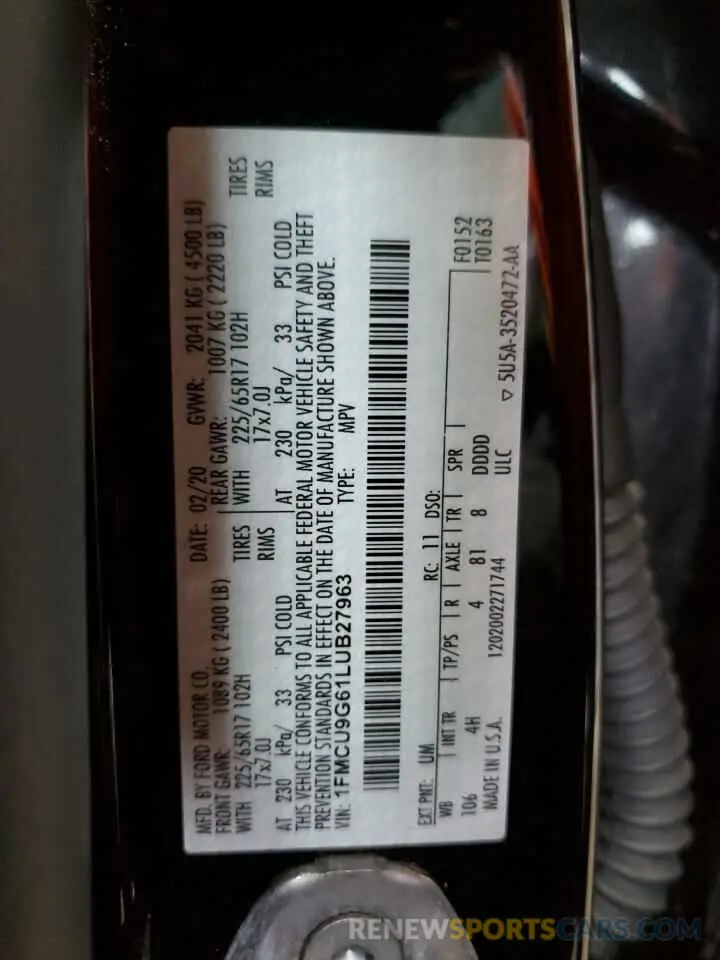 MFD. BY FORD MOTOR CO. DATE: 02/20 GVWR: 2041 KG ( 4500 LB)
FRONT GAWR: 1089 KG ( 2400 LB) REAR GAWR: 1007 KG ( 2220 LB)
WITH 225/65R17 102H TIRES WITH 225/65R17 102H TIRES
17x7.0J RIMS 17x7.0J RIMS
AT 230 kPa/ 33 PSI COLD AT 230 kPa/ 33 PSI COLD
THIS VEHICLE CONFORMS TO ALL APPLICABLE FEDERAL MOTOR VEHICLE SAFETY AND THEFT
PREVENTION STANDARDS IN EFFECT ON THE DATE OF MANUFACTURE SHOWN ABOVE.
VIN: 1FMCU9G61LUB27963 TYPE: MPV
EXT PNT: UM RC: 11 DSO: F0152
WB INT TR TP/PS R AXLE TR SPR T0163
106 4H 4 81 8 DDDD
MADE IN U.S.A. 1202002271744 ULC ▽ 5U5A-3520472-AA
RENEWSPORTSCARS.COM